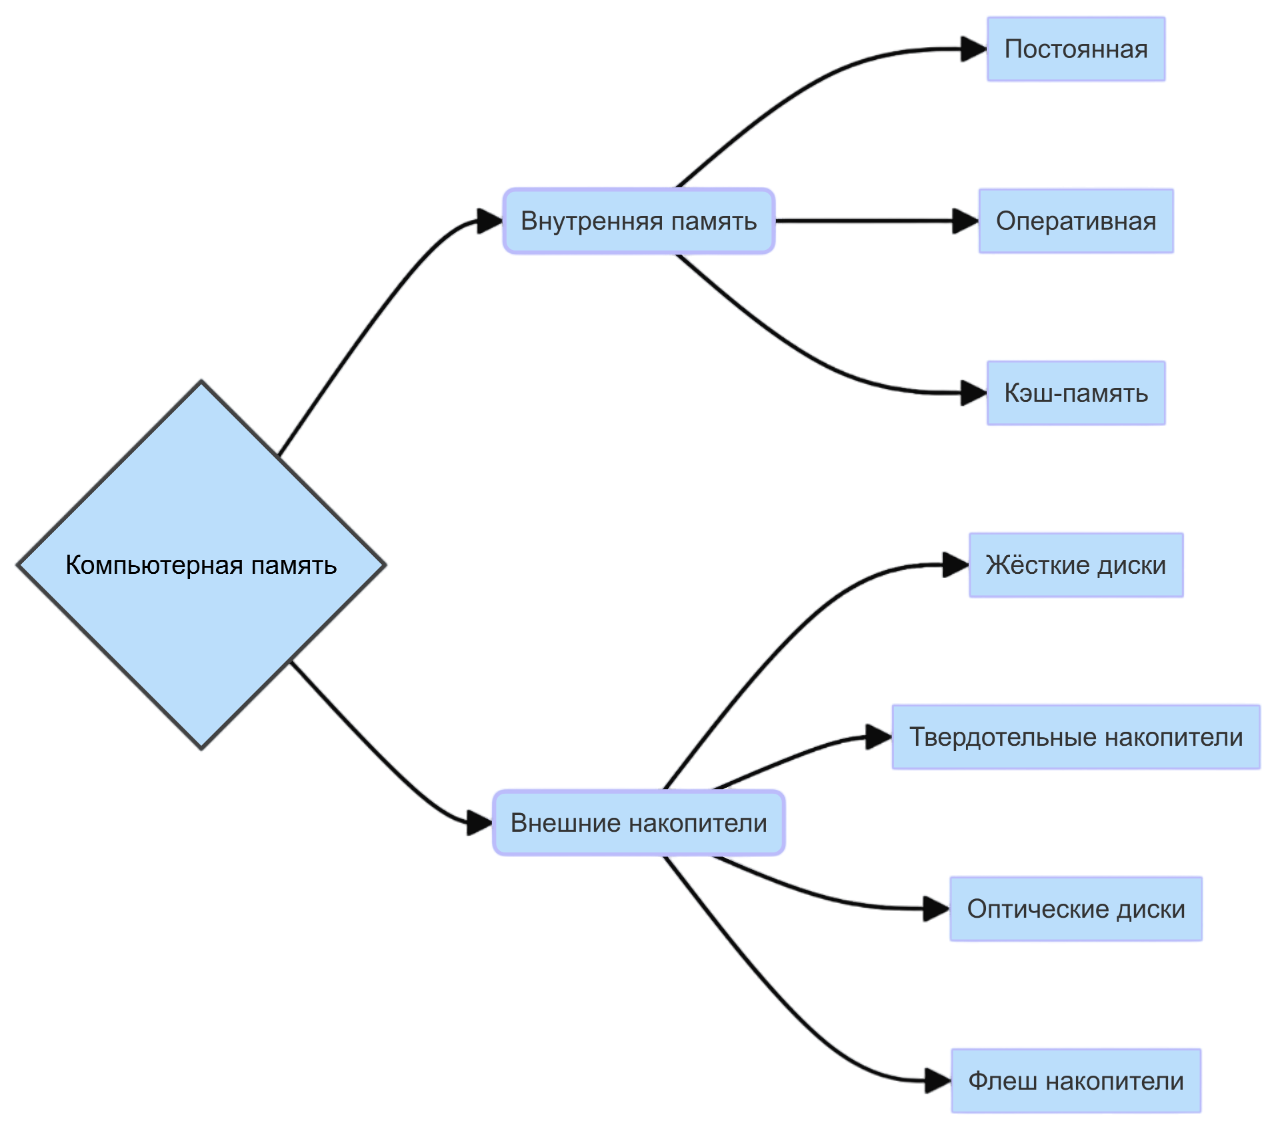 Компьютерная память
Внутренняя память
Постоянная
Оперативная
Кэш-память
Внешние накопители
Жёсткие диски
Твердотельные накопители
Оптические диски
Флеш накопители